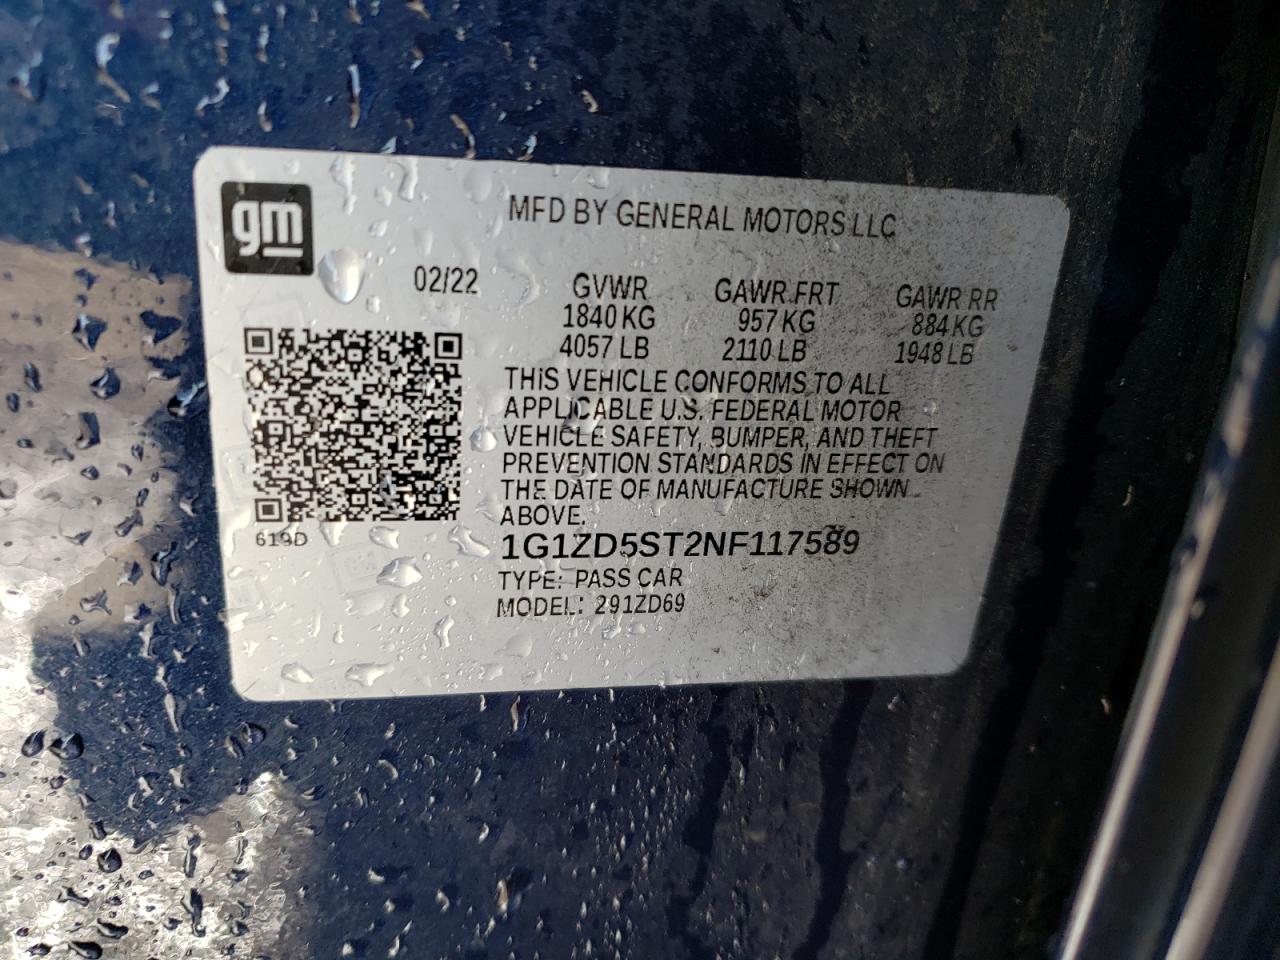 gm
MFD BY GENERAL MOTORS LLC
02/22
GVWR GAWR FRT GAWR RR
1840 KG 957 KG 884 KG
4057 LB 2110 LB 1948 LB
THIS VEHICLE CONFORMS TO ALL
APPLICABLE U.S. FEDERAL MOTOR
VEHICLE SAFETY, BUMPER, AND THEFT
PREVENTION STANDARDS IN EFFECT ON
THE DATE OF MANUFACTURE SHOWN
ABOVE.
619D
1G1ZD5ST2NF117589
TYPE: PASS CAR
MODEL: 291ZD69